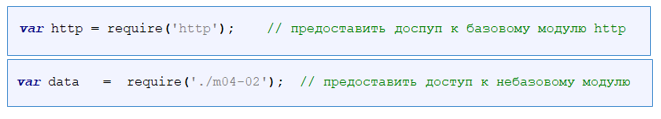 var http = require('http'); // предоставить доспуп к базовому модулю http
var data = require('./m04-02'); // предоставить доступ к небазовому модулю